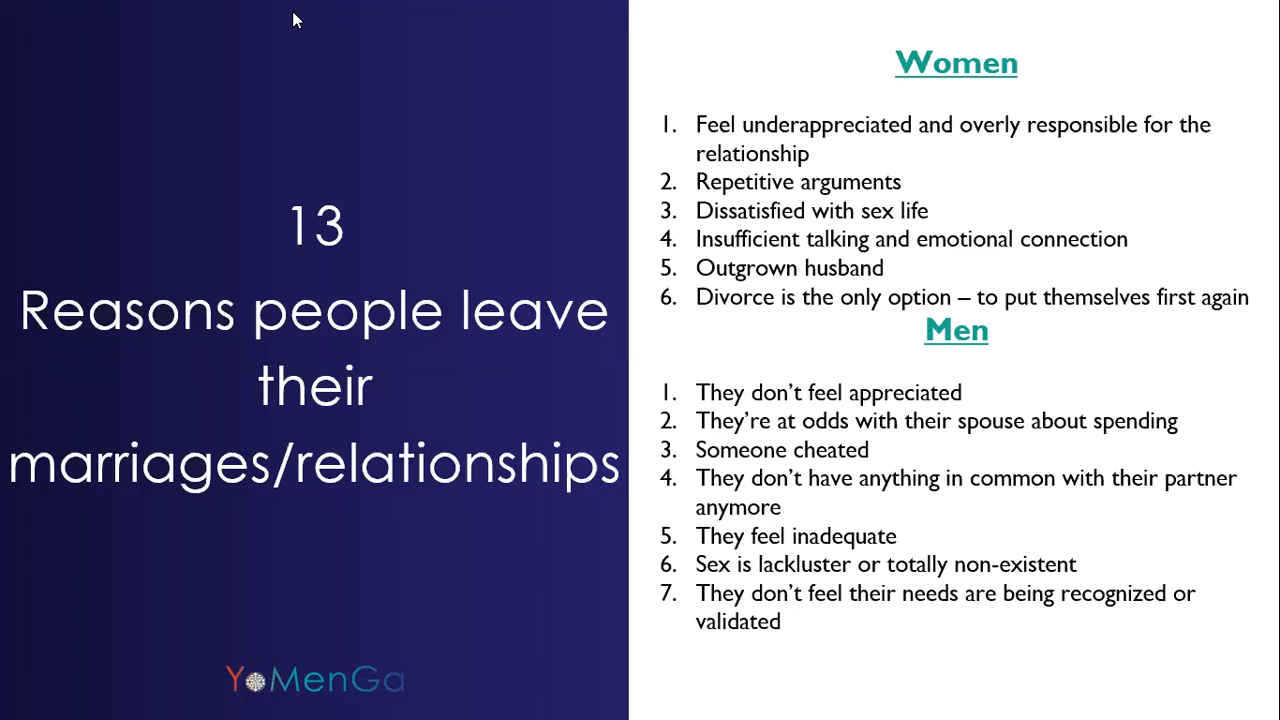 13
Reasons people leave
their
marriages/relationships
YoMenGa
Women
1. Feel underappreciated and overly responsible for the
relationship
2. Repetitive arguments
3. Dissatisfied with sex life
4. Insufficient talking and emotional connection
5. Outgrown husband
6. Divorce is the only option – to put themselves first again
Men
1. They don’t feel appreciated
2. They’re at odds with their spouse about spending
3. Someone cheated
4. They don’t have anything in common with their partner
anymore
5. They feel inadequate
6. Sex is lackluster or totally non-existent
7. They don’t feel their needs are being recognized or
validated